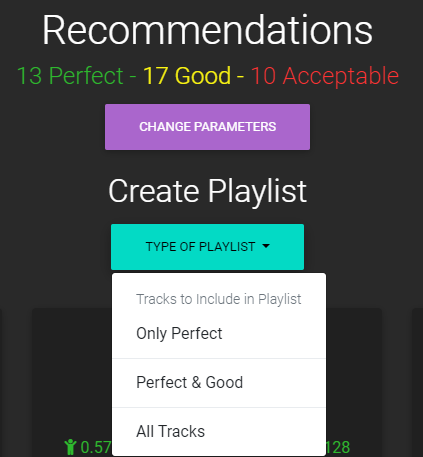 Recommendations
13 Perfect - 17 Good - 10 Acceptable
CHANGE PARAMETERS
Create Playlist
TYPE OF PLAYLIST
Tracks to Include in Playlist
Only Perfect
Perfect & Good
All Tracks
0.57 128